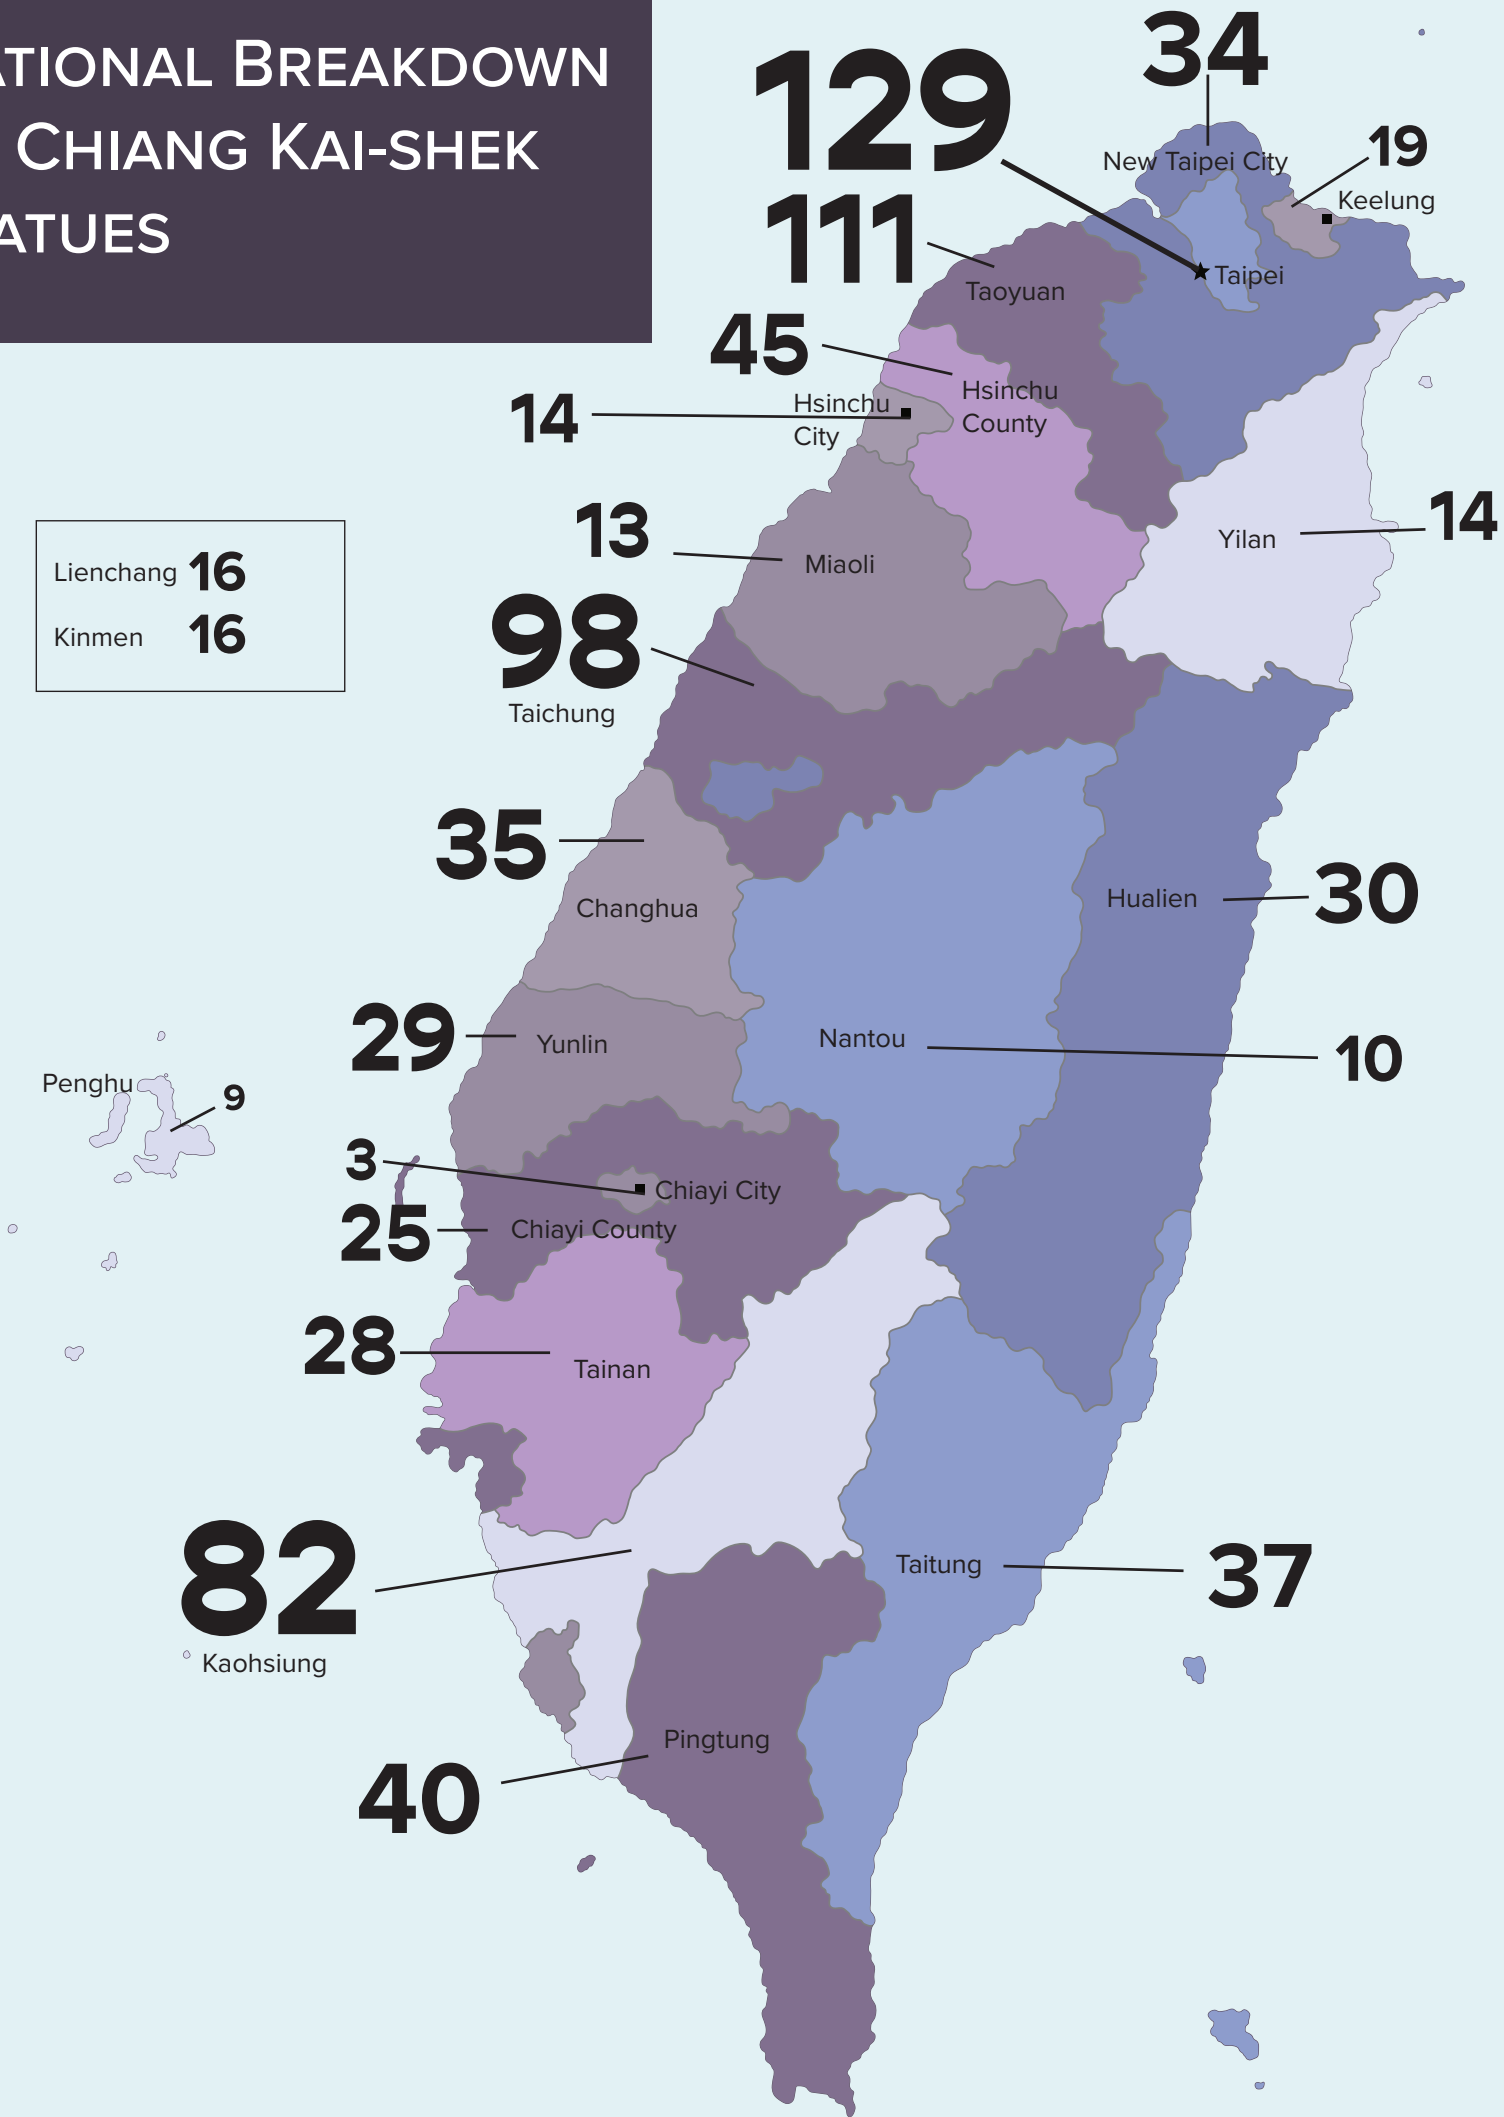 ATIONAL BREAKDOWN
CHIANG KAI-SHEK
ATUES
34
129
New Taipei City
19
Keelung
111
Taipei
Taoyuan
45
Hsinchu
County
14
Hsinchu
City
14
Yilan
13
Miaoli
Lienchang 16
Kinmen 16
98
Taichung
35
Changhua
Hualien
30
29
Yunlin
Nantou
10
Penghu
9
3
Chiayi City
25
Chiayi County
28
Tainan
82
Kaohsiung
Taitung
37
Pingtung
40